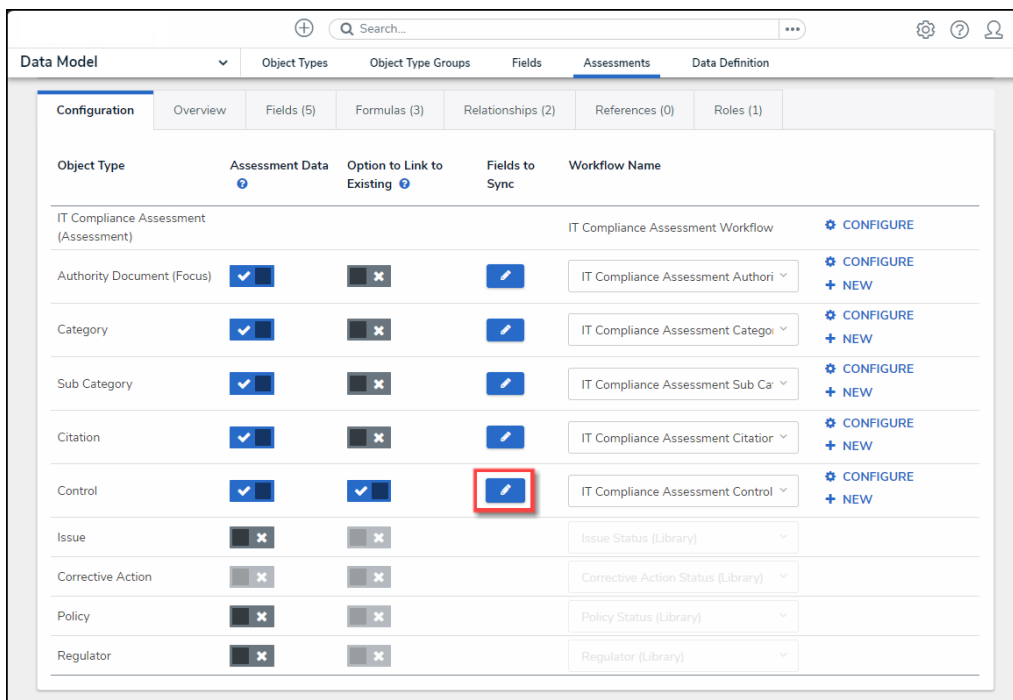 Search...
Data Model Object Types Object Type Groups Fields Assessments Data Definition
Configuration Overview Fields (5) Formulas (3) Relationships (2) References (0) Roles (1)
Object Type Assessment Data Option to Link to Existing Fields to Sync Workflow Name
IT Compliance Assessment (Assessment) IT Compliance Assessment Workflow CONFIGURE
Authority Document (Focus) IT Compliance Assessment Authori CONFIGURE
+ NEW
Category IT Compliance Assessment Catego CONFIGURE
+ NEW
Sub Category IT Compliance Assessment Sub Ca CONFIGURE
+ NEW
Citation IT Compliance Assessment Citation CONFIGURE
+ NEW
Control IT Compliance Assessment Control CONFIGURE
+ NEW
Issue Issue Status (Library)
Corrective Action Corrective Action Status (Library)
Policy Policy Status (Library)
Regulator Regulator (Library)